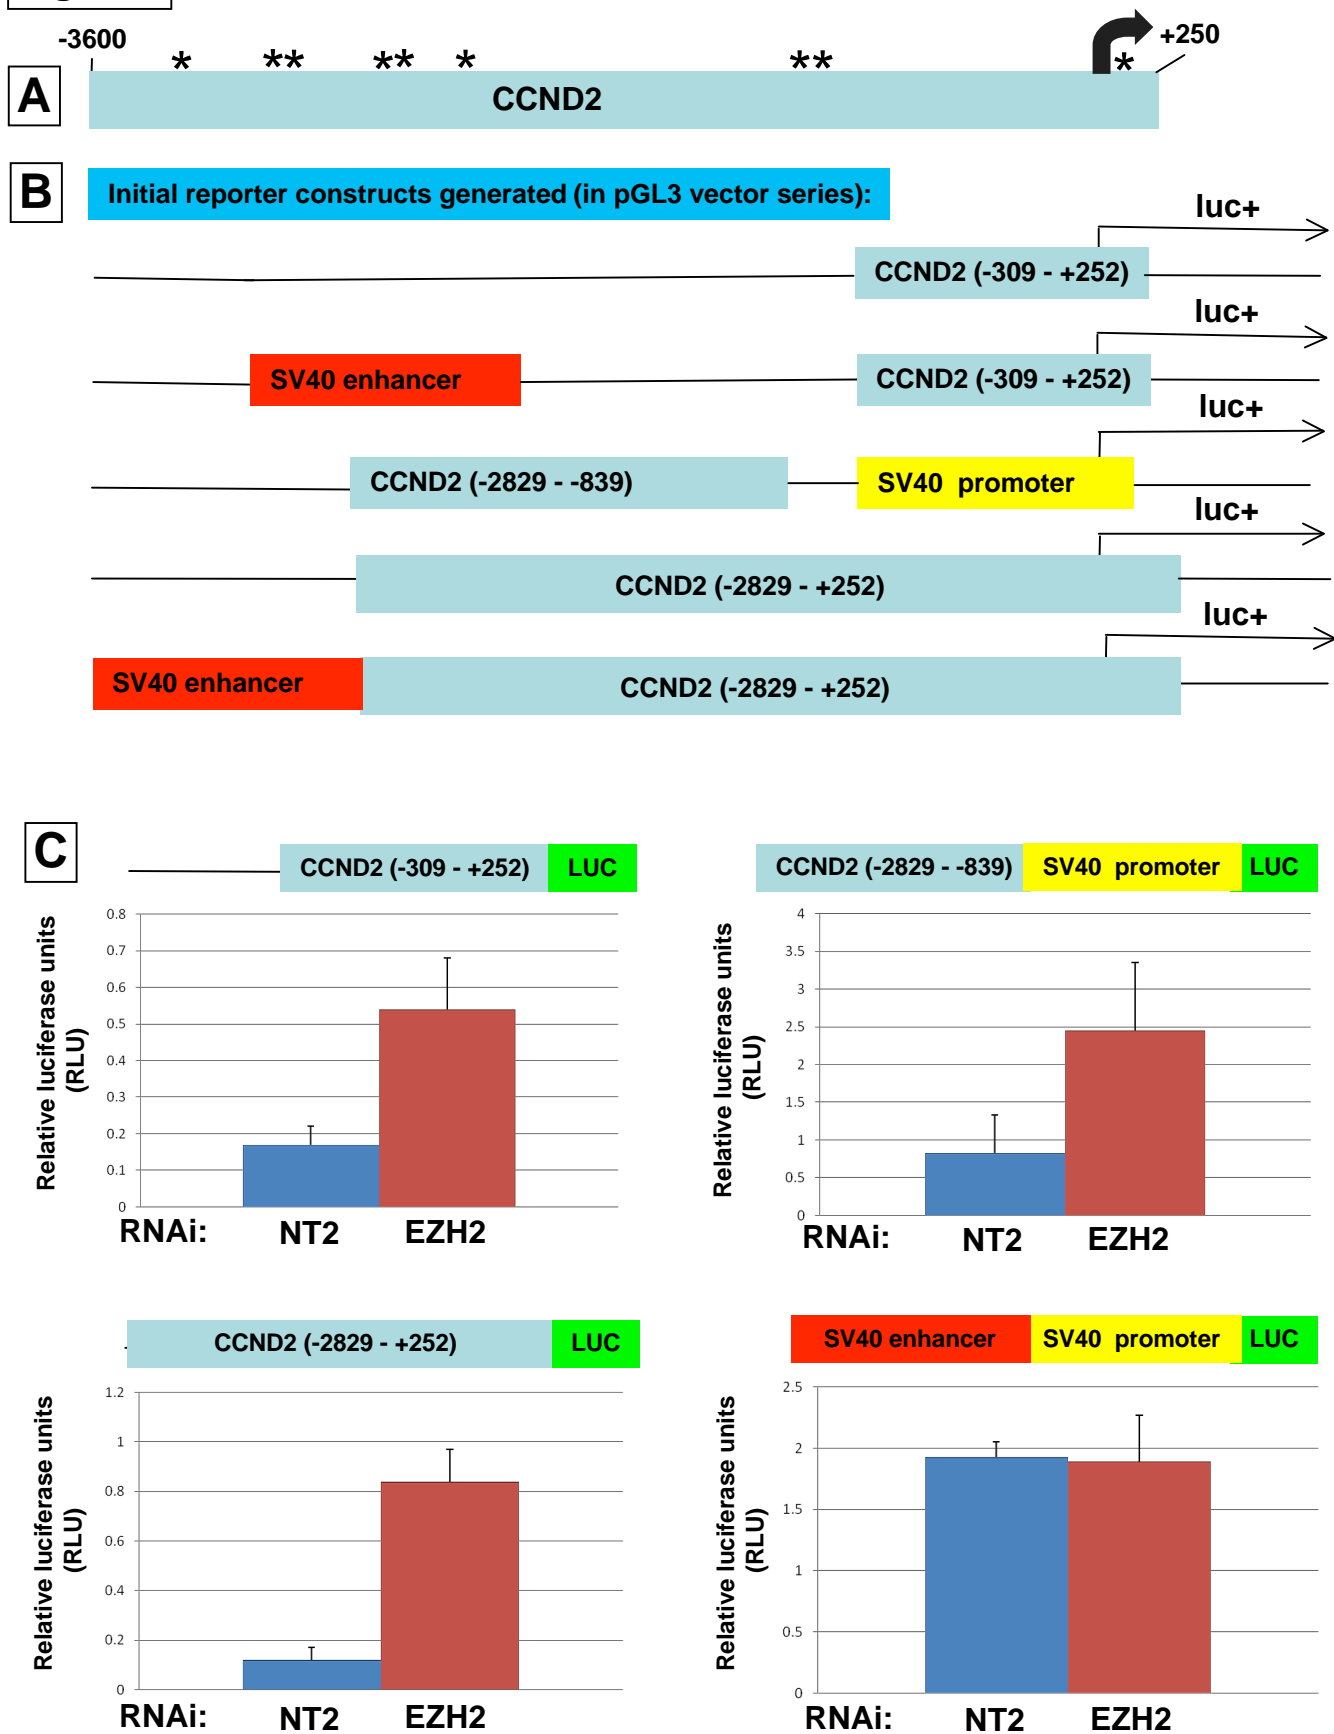 -3600
* ** ** * ** *
+250
A
CCND2
B
Initial reporter constructs generated (in pGL3 vector series):
luc+
CCND2 (-309 - +252)
luc+
SV40 enhancer
CCND2 (-309 - +252)
luc+
CCND2 (-2829 - -839)
SV40 promoter
luc+
CCND2 (-2829 - +252)
luc+
SV40 enhancer
CCND2 (-2829 - +252)
C
CCND2 (-309 - +252)
LUC
Relative luciferase units
(RLU)
0.8
0.7
0.6
0.5
0.4
0.3
0.2
0.1
0
RNAi:
NT2
EZH2
CCND2 (-2829 - -839)
SV40 promoter
LUC
Relative luciferase units
(RLU)
4
3.5
3
2.5
2
1.5
1
0.5
0
RNAi:
NT2
EZH2
CCND2 (-2829 - +252)
LUC
Relative luciferase units
(RLU)
1.2
1
0.8
0.6
0.4
0.2
0
RNAi:
NT2
EZH2
SV40 enhancer
SV40 promoter
LUC
Relative luciferase units
(RLU)
2.5
2
1.5
1
0.5
0
RNAi:
NT2
EZH2